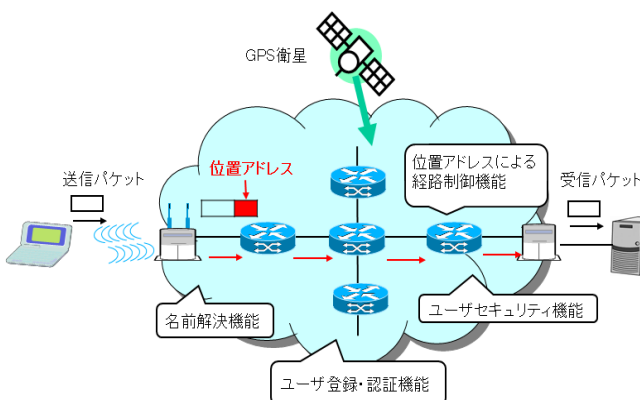 GPS衛星
位置アドレスによる
経路制御機能
位置アドレス
送信パケット
受信パケット
名前解決機能
ユーザセキュリティ機能
ユーザ登録・認証機能